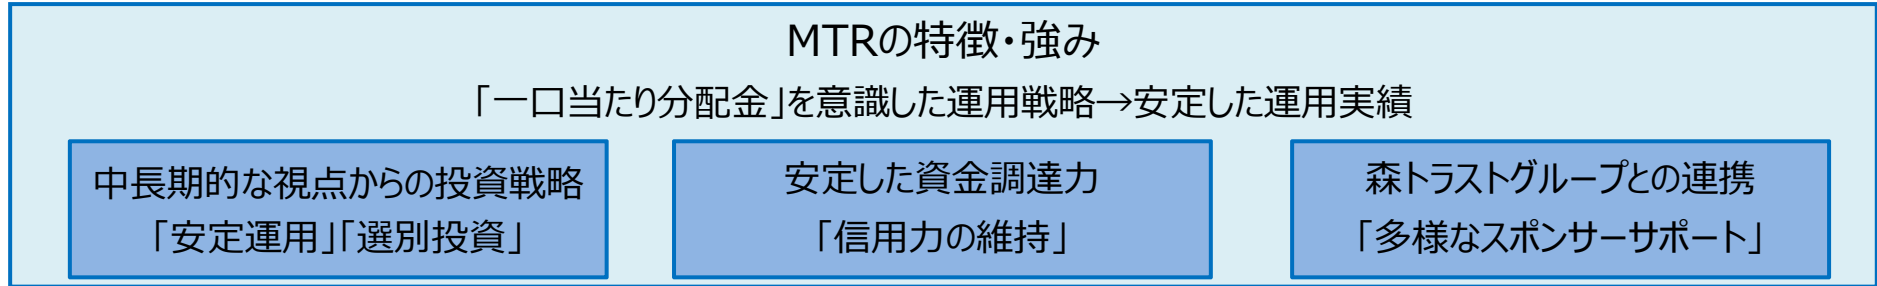 MTRの特徴・強み
「一口当たり分配金」を意識した運用戦略→安定した運用実績
中長期的な視点からの投資戦略
「安定運用」「選別投資」
安定した資金調達力
「信用力の維持」
森トラストグループとの連携
「多様なスポンサーサポート」